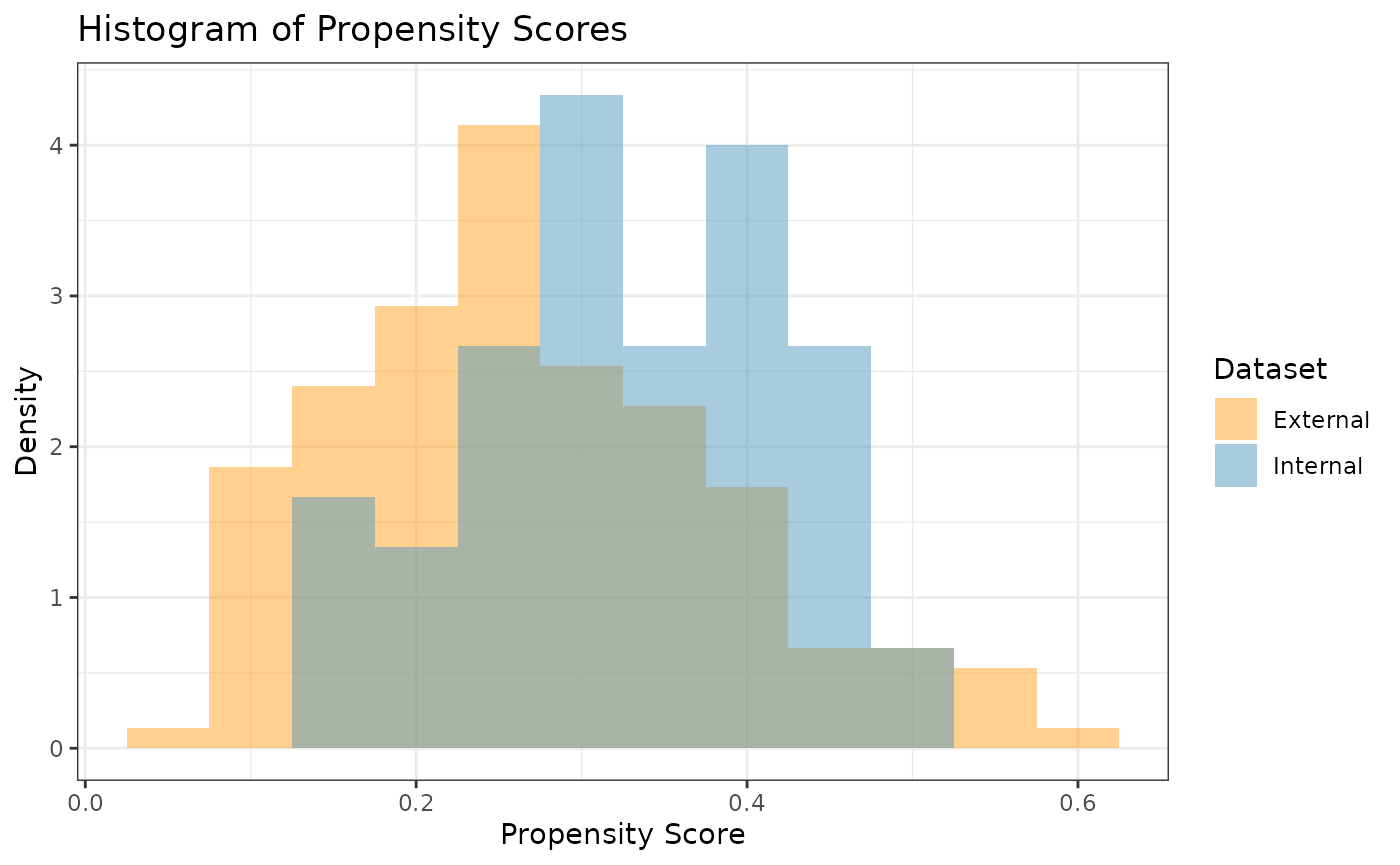 Histogram of Propensity Scores
Density
4
3
2
1
0
0.0 0.2 0.4 0.6
Propensity Score
Dataset
External
Internal